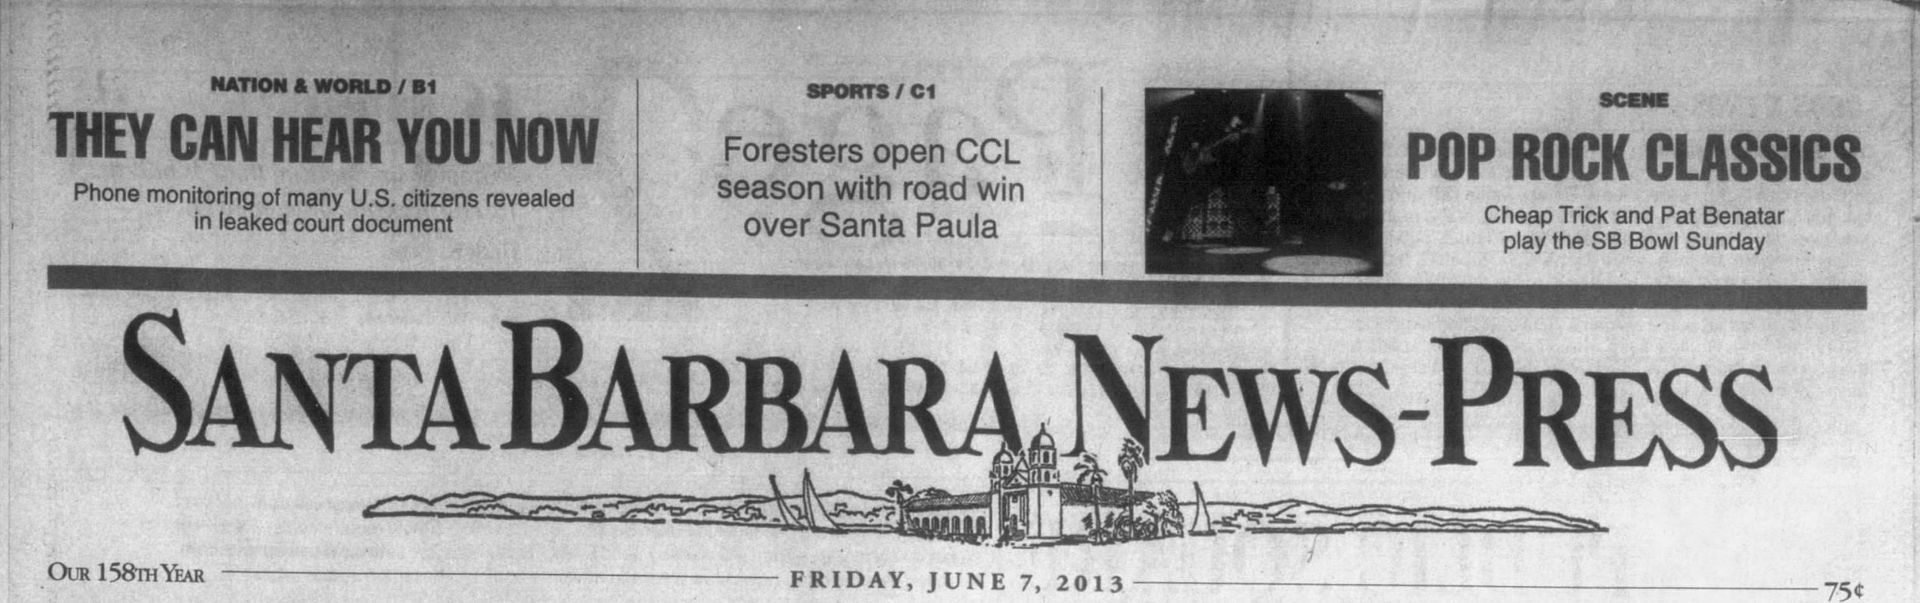 NATION & WORLD / B1
THEY CAN HEAR YOU NOW
Phone monitoring of many U.S. citizens revealed
in leaked court document
SPORTS / C1
Foresters open CCL
season with road win
over Santa Paula
SCENE
POP ROCK CLASSICS
Cheap Trick and Pat Benatar
play the SB Bowl Sunday
SANTA BARBARA NEWS-PRESS
OUR 158TH YEAR
FRIDAY, JUNE 7, 2013
75¢